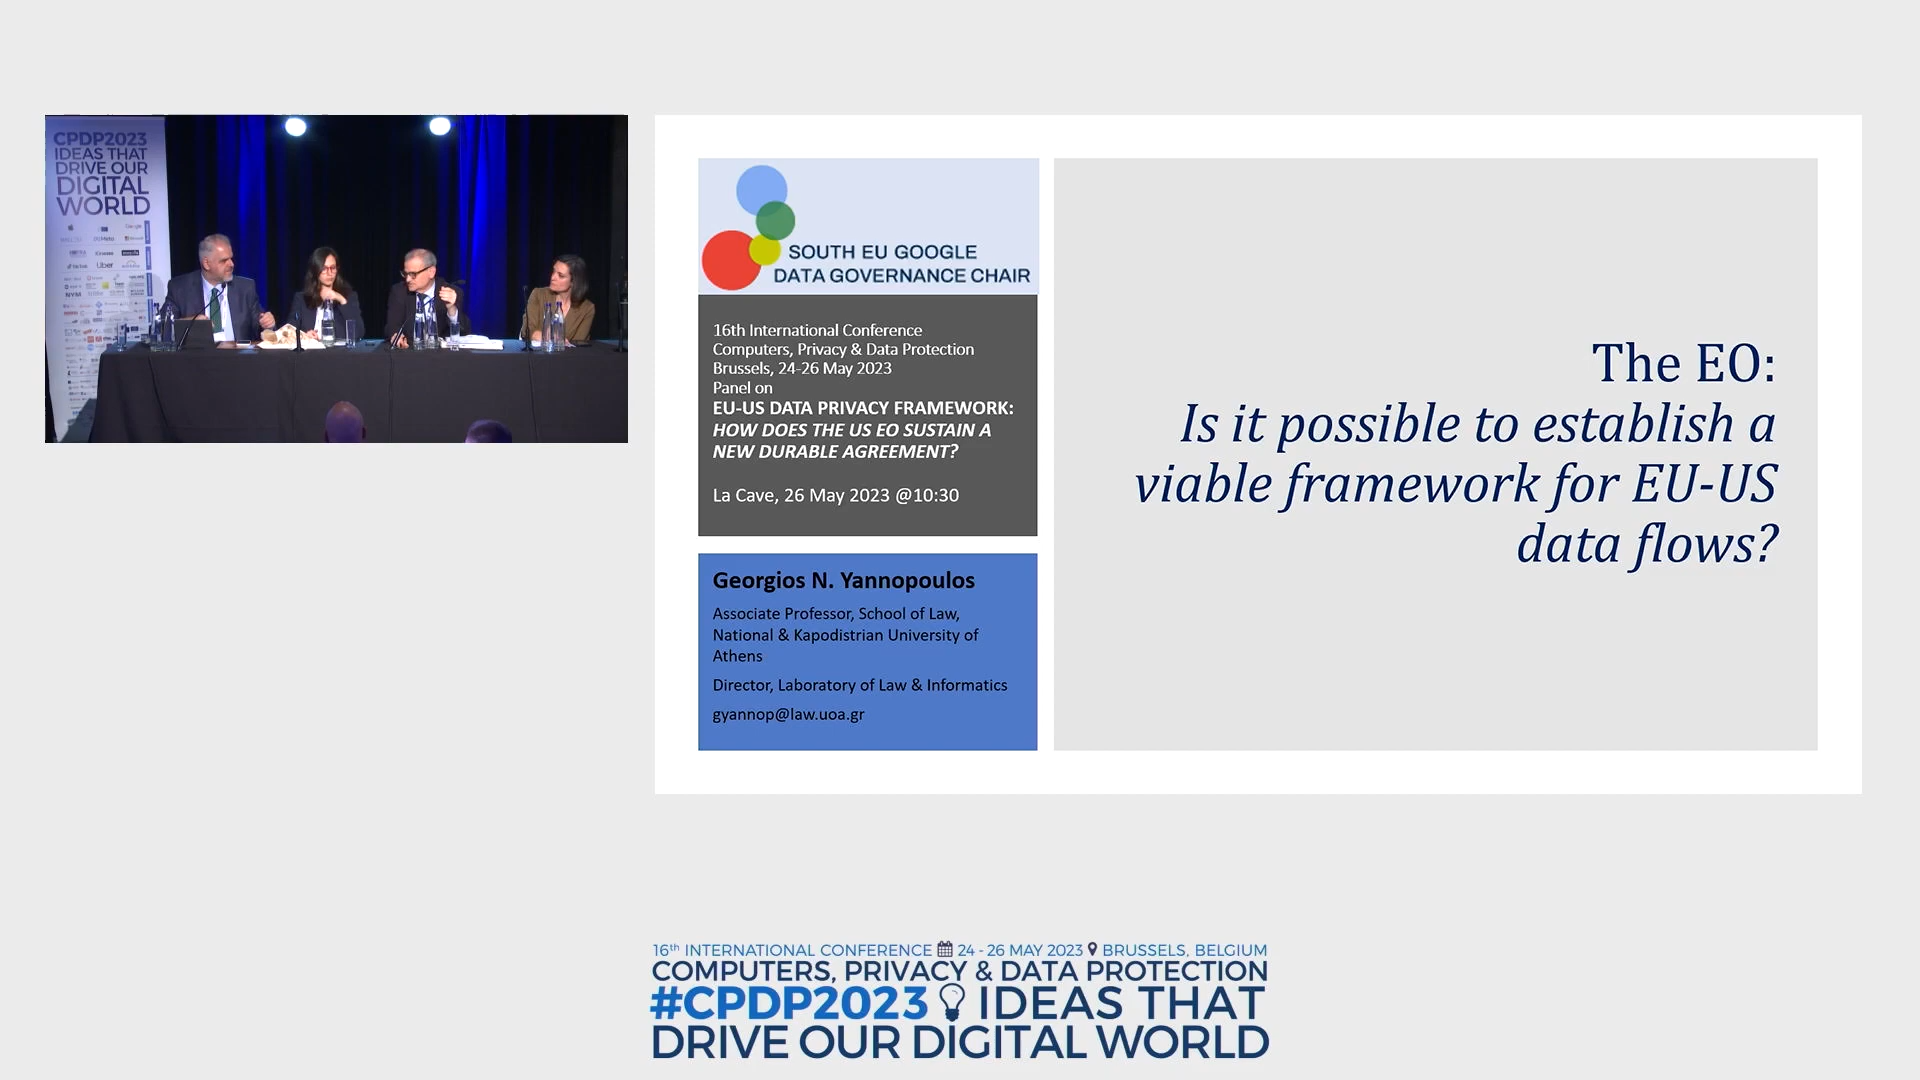 CPDP2023
IDEAS THAT
DRIVE OUR
DIGITAL
WORLD
Google
Meta
TikTok
Uber
NYM
SOUTH EU GOOGLE
DATA GOVERNANCE CHAIR
16th International Conference
Computers, Privacy & Data Protection
Brussels, 24-26 May 2023
Panel on
EU-US DATA PRIVACY FRAMEWORK:
HOW DOES THE US EO SUSTAIN A
NEW DURABLE AGREEMENT?
La Cave, 26 May 2023 @10:30
Georgios N. Yannopoulos
Associate Professor, School of Law,
National & Kapodistrian University of
Athens
Director, Laboratory of Law & Informatics
gyannop@law.uoa.gr
The EO:
Is it possible to establish a
viable framework for EU-US
data flows?
16th INTERNATIONAL CONFERENCE 24 - 26 MAY 2023 BRUSSELS, BELGIUM
COMPUTERS, PRIVACY & DATA PROTECTION
#CPDP2023 IDEAS THAT
DRIVE OUR DIGITAL WORLD